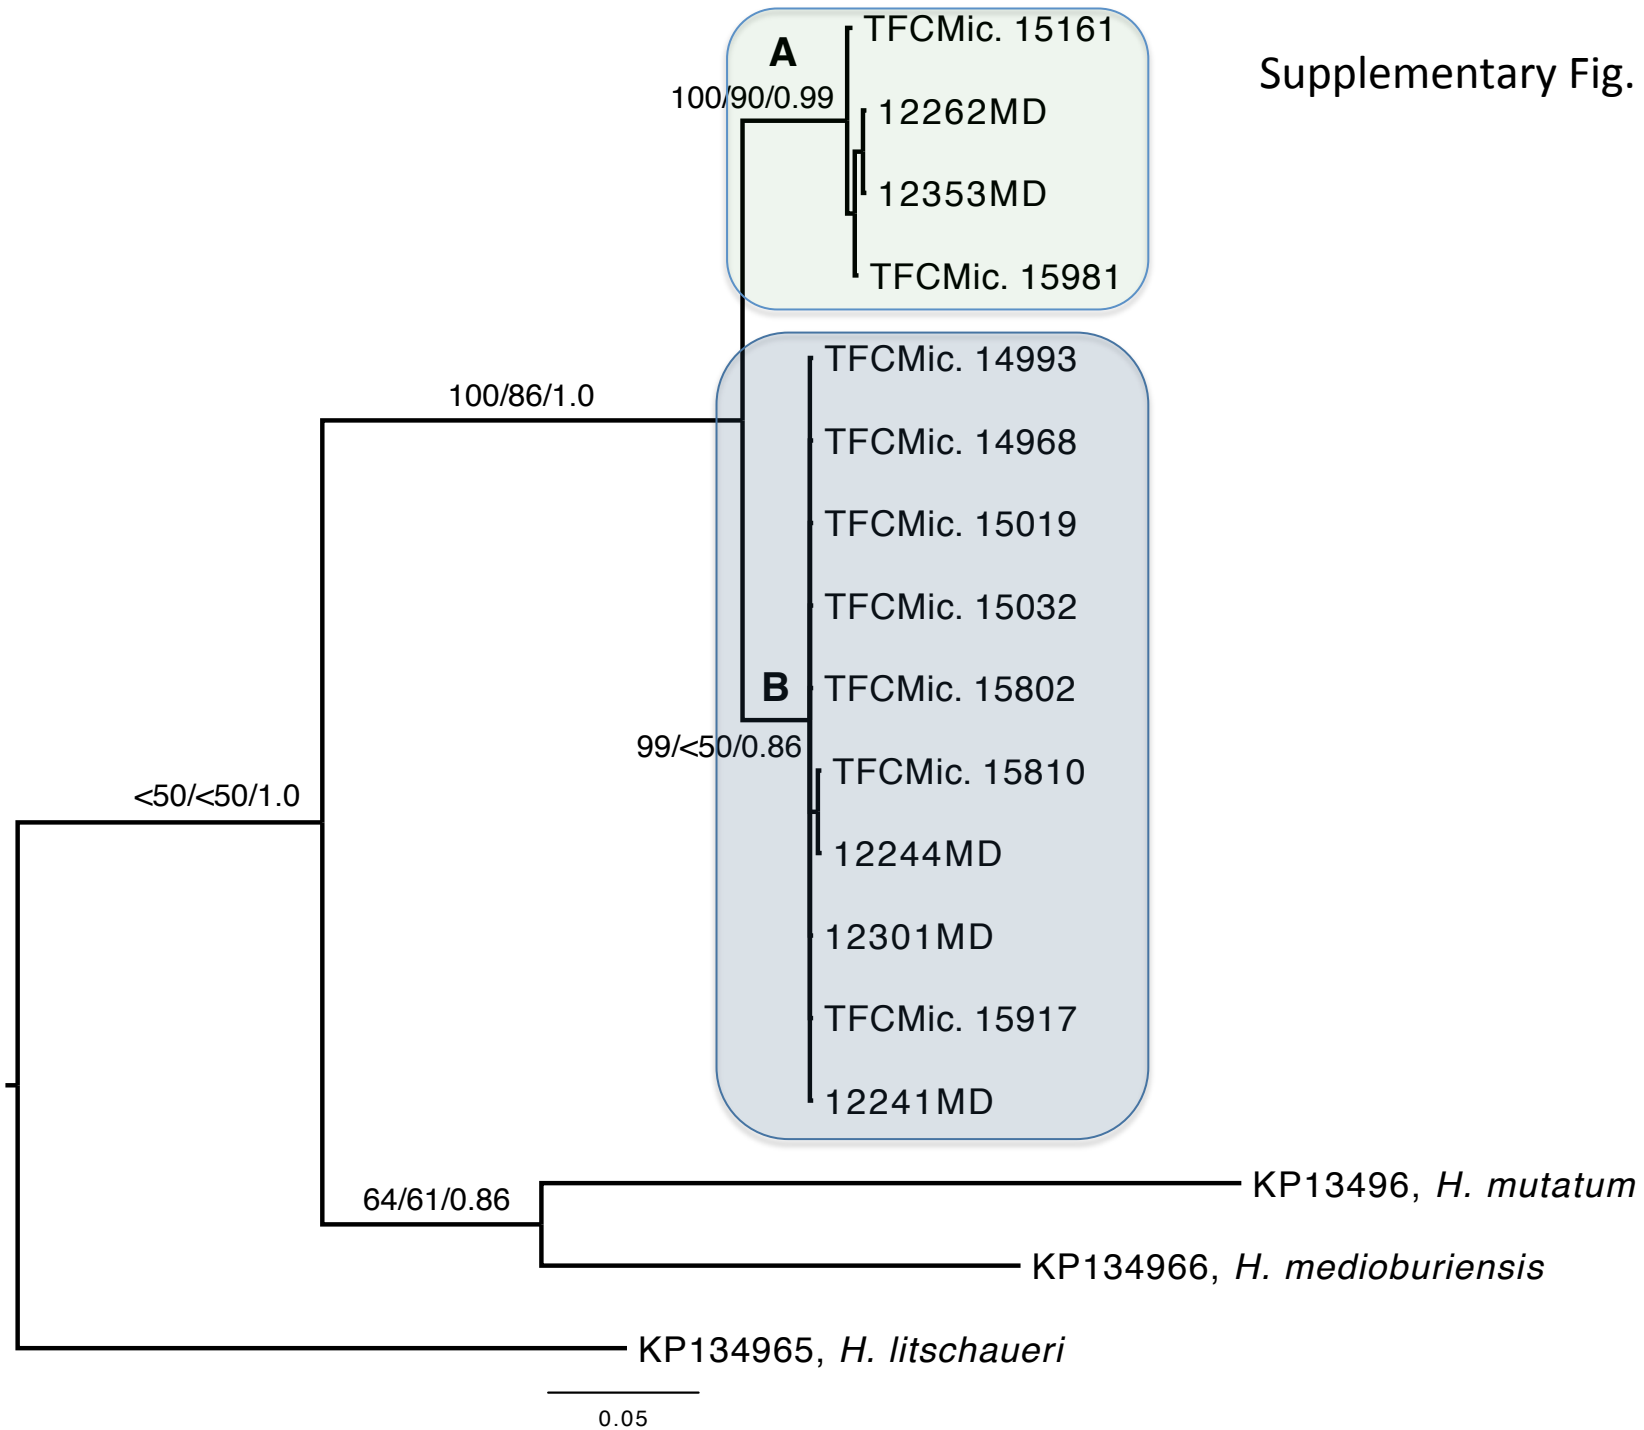 TFCMic. 15161
A
Supplementary Fig.
100/90/0.99
12262MD
12353MD
TFCMic. 15981
TFCMic. 14993
100/86/1.0
TFCMic. 14968
TFCMic. 15019
TFCMic. 15032
B
TFCMic. 15802
99/<50/0.86
TFCMic. 15810
<50/<50/1.0
12244MD
12301MD
TFCMic. 15917
12241MD
KP13496, H. mutatum
64/61/0.86
KP134966, H. medioburiensis
KP134965, H. litschaueri
0.05